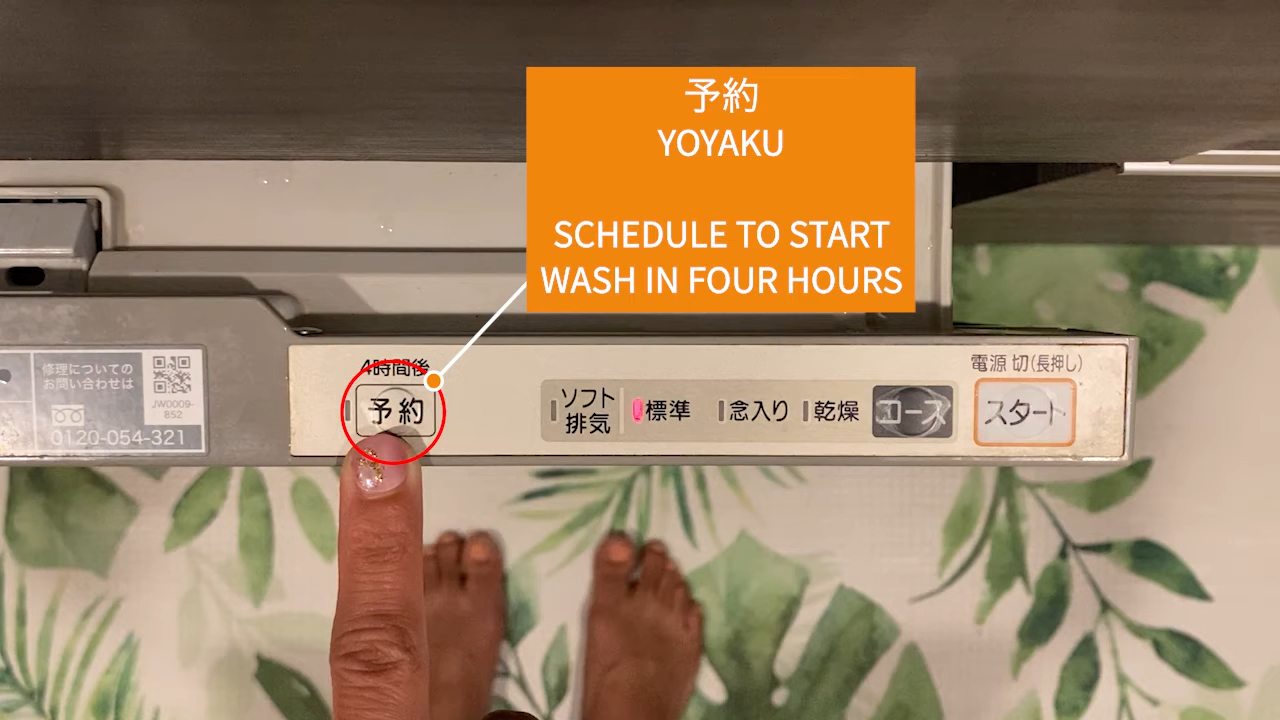 予約
YOYAKU
SCHEDULE TO START
WASH IN FOUR HOURS
修理についての
お問い合わせは
JW0009-
852
0120-054-321
4時間後
予約
ソフト
排気
標準
念入り
乾燥
コース
電源 切(長押し)
スタート